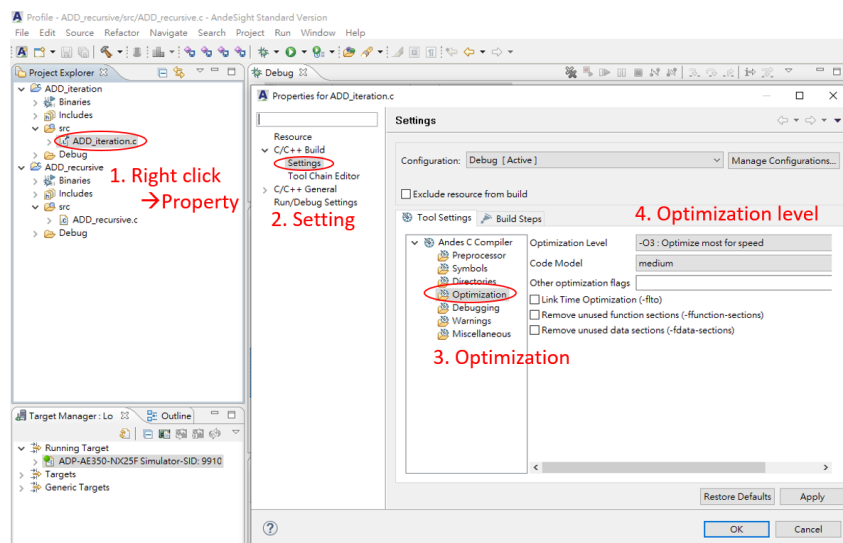 Profile - ADD_recursive/src/ADD_recursive.c - AndeSight Standard Version
File Edit Source Refactor Navigate Search Project Run Window Help
Project Explorer
ADD_iteration
Binaries
Includes
src
ADD_iteration.c
Debug
ADD_recursive
Binaries
Includes
src
ADD_recursive.c
Debug
1. Right click
→Property
Target Manager : Lo
Outline
Running Target
ADP-AE350-NX25F Simulator-SID: 9910
Targets
Generic Targets
Debug
Properties for ADD_iteration.c
Resource
C/C++ Build
Settings
Tool Chain Editor
C/C++ General
Run/Debug Settings
2. Setting
Settings
Configuration: Debug [Active]
Manage Configurations...
Exclude resource from build
Tool Settings
Build Steps
4. Optimization level
Andes C Compiler
Preprocessor
Symbols
Directories
Optimization
Debugging
Warnings
Miscellaneous
3. Optimization
Optimization Level -O3 : Optimize most for speed
Code Model medium
Other optimization flags
Link Time Optimization (-flto)
Remove unused function sections (-ffunction-sections)
Remove unused data sections (-fdata-sections)
Restore Defaults
Apply
OK
Cancel